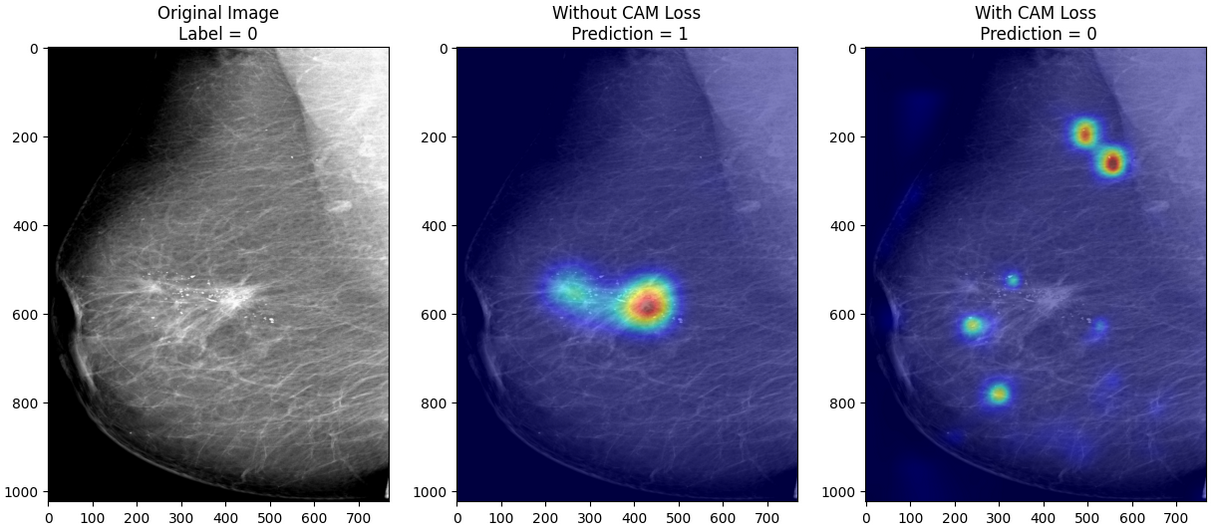 Original Image
Label = 0
Without CAM Loss
Prediction = 1
With CAM Loss
Prediction = 0
0
200
400
600
800
1000
0 100 200 300 400 500 600 700
0
200
400
600
800
1000
0 100 200 300 400 500 600 700
0
200
400
600
800
1000
0 100 200 300 400 500 600 700